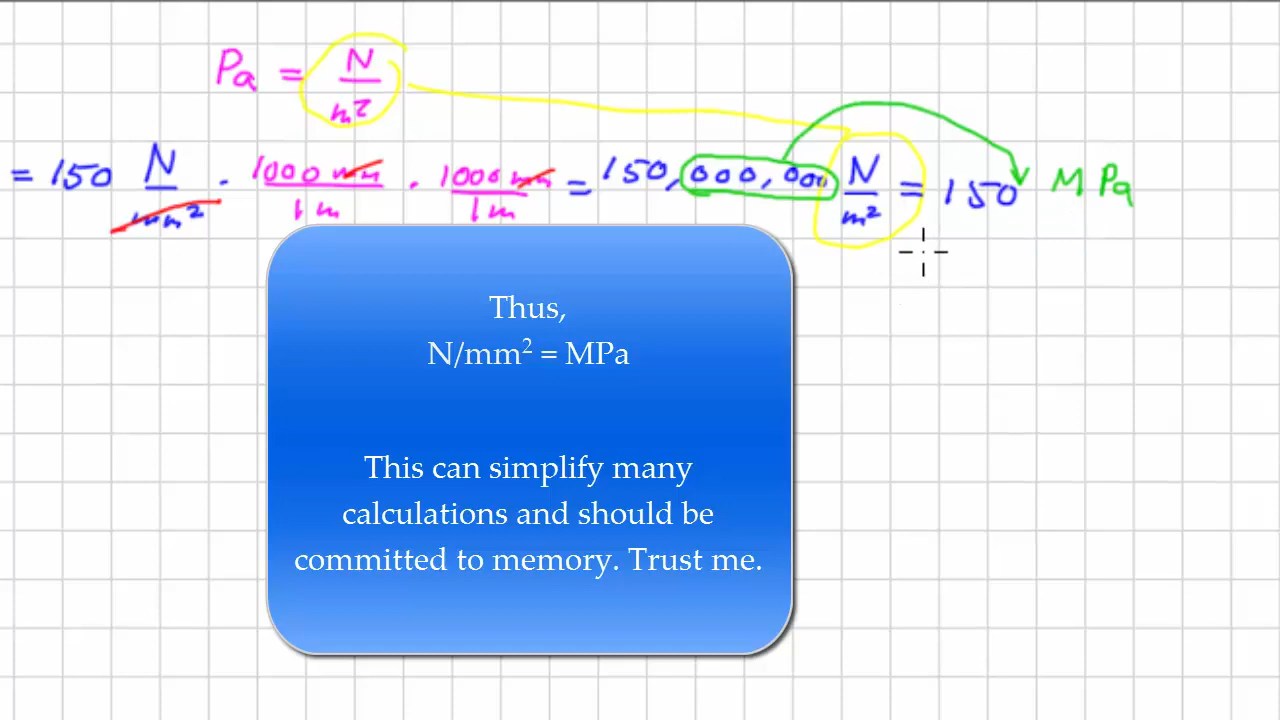 Pa = N/m²
= 150 N/mm² · 1000 mm/1 m · 1000 mm/1 m = 150,000,000 N/m² = 150 MPa
Thus,
N/mm² = MPa
This can simplify many
calculations and should be
committed to memory. Trust me.